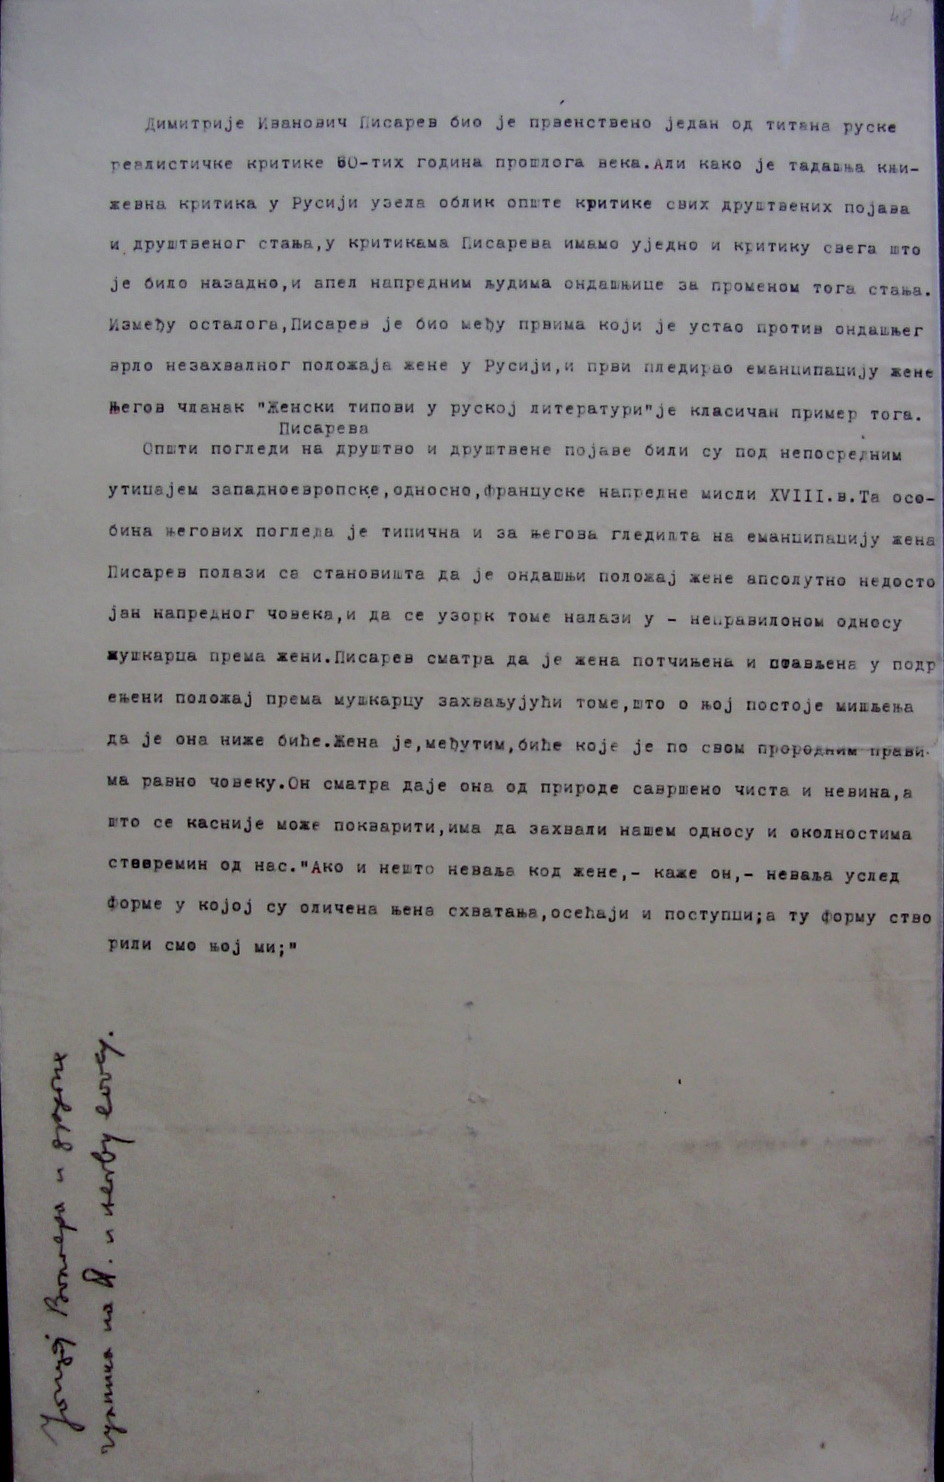 48
Димитрије Иванович Писарев био је првенствено један од титана руске
реалистичке критике 60-тих година прошлога века.Али како је тадашња књи-
жевна критика у Русији узела облик опште критике свих друштвених појава
и друштвеног стања,у критикама Писарева имамо уједно и критику свега што
је било назадно,и апел напредним људима ондашњице за променом тога стања.
Између осталога,Писарев је био међу првима који је устао против ондашњег
врло незахвалног положаја жене у Русији,и први пледирао еманципацију жене
Његов чланак "Женски типови у руској литератури"је класичан пример тога.
Писарева
Општи погледи на друштво и друштвене појаве били су под непосредним
утицајем западноевропске,односно,француске напредне мисли XVIII.в.Та осо-
бина његових погледа је типична и за његова гледишта на еманципацију жена
Писарев полази са становишта да је ондашњи положај жене апсолутно недосто
јан напредног човека,и да се узорк томе налази у - неправилоном односу
мушкарца према жени.Писарев сматра да је жена потчињена и стављена у подр
еђени положај према мушкарцу захваљујући томе,што о њој постоје мишљења
да је она ниже биће.Жена је,међутим,биће које је по свом прородним прави-
ма равно човеку.Он сматра даје она од природе савршено чиста и невина,а
што се касније може покварити,има да захвали нашем односу и околностима
створемин од нас."Ако и нешто неваља код жене,- каже он,- неваља услед
форме у којој су оличена њена схватања,осећаји и поступци;а ту форму ство
рили смо њој ми;"
Утицај Волтера и других
на П. и његову